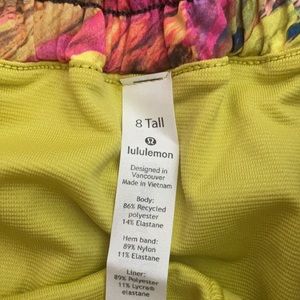 8 Tall
lululemon
Designed in
Vancouver
Made in Vietnam
Body:
86% Recycled
polyester
14% Elastane
Hem band:
89% Nylon
11% Elastane
Liner:
89% Polyester
11% Lycra®
elastane